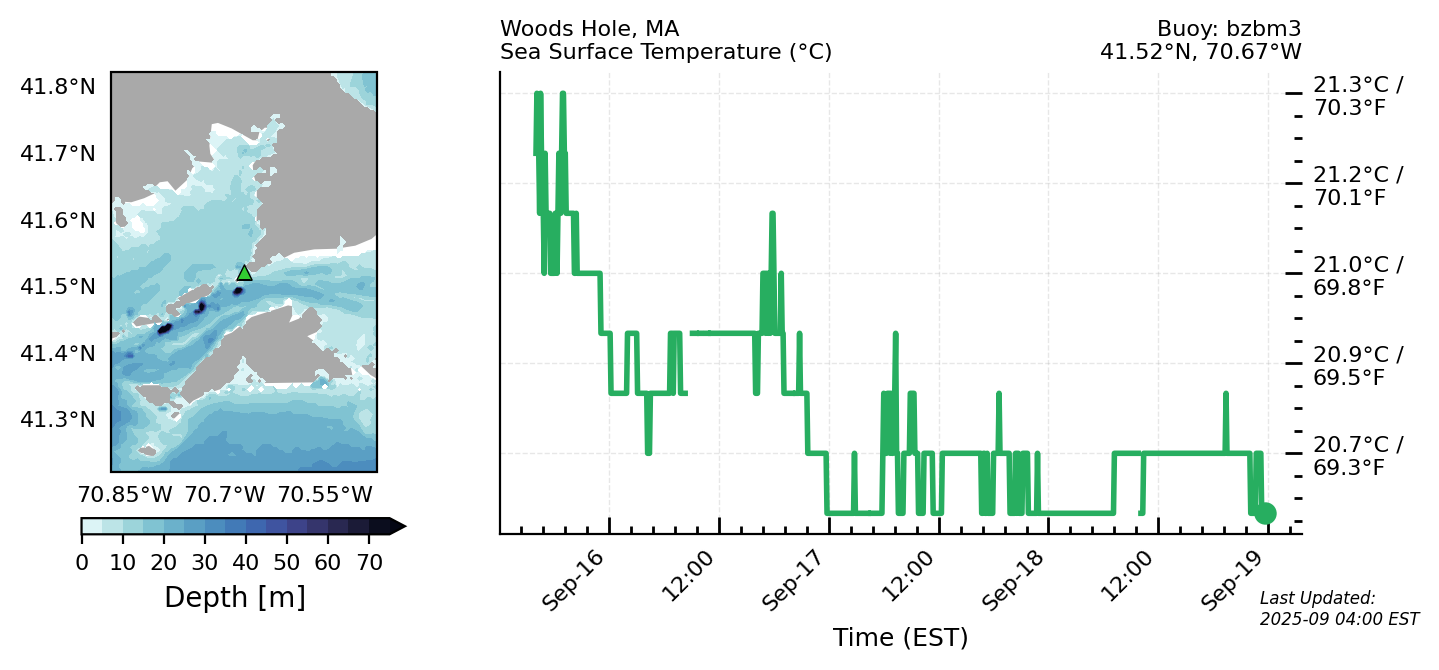 Woods Hole, MA
Sea Surface Temperature (°C)
Buoy: bzbm3
41.52°N, 70.67°W
41.8°N
41.7°N
41.6°N
41.5°N
41.4°N
41.3°N
70.85°W 70.7°W 70.55°W
0 10 20 30 40 50 60 70
Depth [m]
21.3°C /
70.3°F
21.2°C /
70.1°F
21.0°C /
69.8°F
20.9°C /
69.5°F
20.7°C /
69.3°F
Sep-16 12:00 Sep-17 12:00 Sep-18 12:00 Sep-19
Time (EST)
Last Updated:
2025-09 04:00 EST